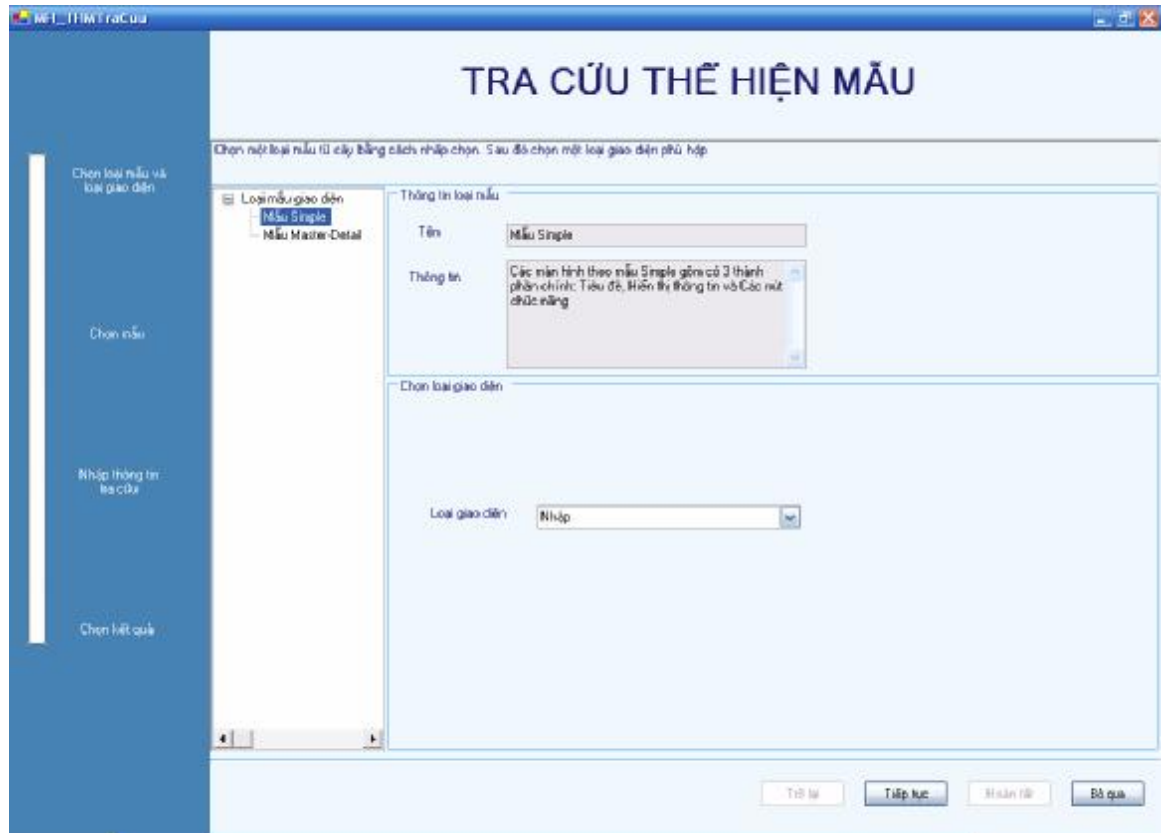 MH_THMTraCuu
TRA CỨU THỂ HIỆN MẪU
Chọn một loại mẫu từ cây bằng cách nhấp chọn. Sau đó chọn một loại giao diện phù hợp
Chọn loại mẫu và
loại giao diện
Chọn mẫu
Nhập thông tin
tra cứu
Chọn kết quả
Loại mẫu giao diện
Mẫu Simple
Mẫu Master-Detail
Thông tin loại mẫu
Tên
Mẫu Simple
Thông tin
Các màn hình theo mẫu Simple gồm có 3 thành
phần chính: Tiêu đề, Hiển thị thông tin và Các nút
chức năng
Chọn loại giao diện
Loại giao diện
Nhập
Trở lại
Tiếp tục
Hoàn tất
Bỏ qua